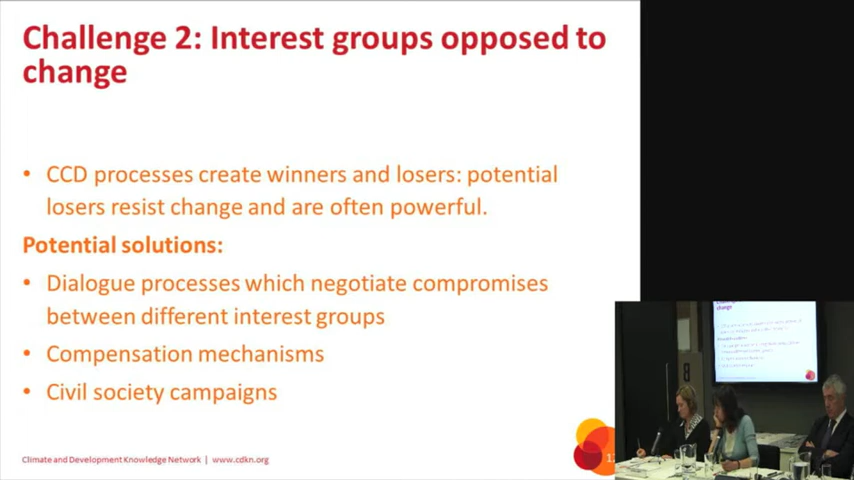 Challenge 2: Interest groups opposed to
change
• CCD processes create winners and losers: potential
losers resist change and are often powerful.
Potential solutions:
• Dialogue processes which negotiate compromises
between different interest groups
• Compensation mechanisms
• Civil society campaigns
Climate and Development Knowledge Network | www.cdkn.org
change